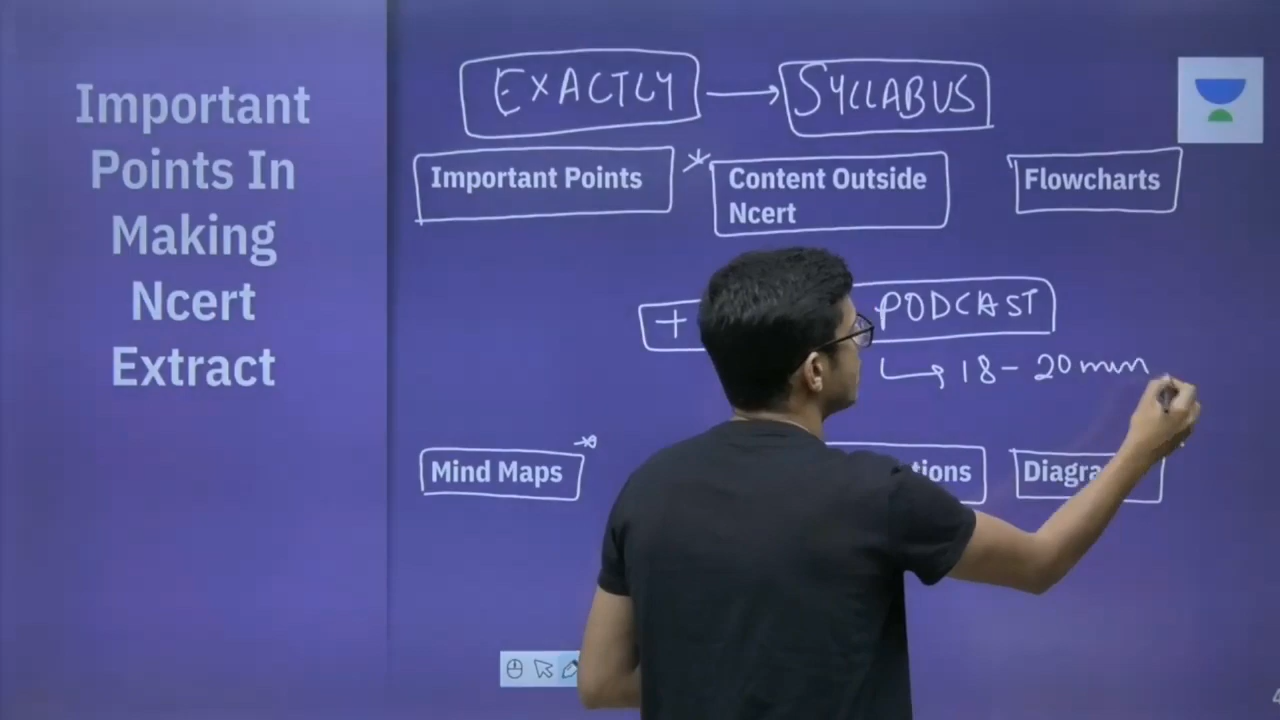 Important
Points In
Making
Ncert
Extract
EXACTLY → SYLLABUS
Important Points
* Content Outside
Ncert
Flowcharts
+ PODCAST
18 - 20 min
Mind Maps *
tions
Diagra